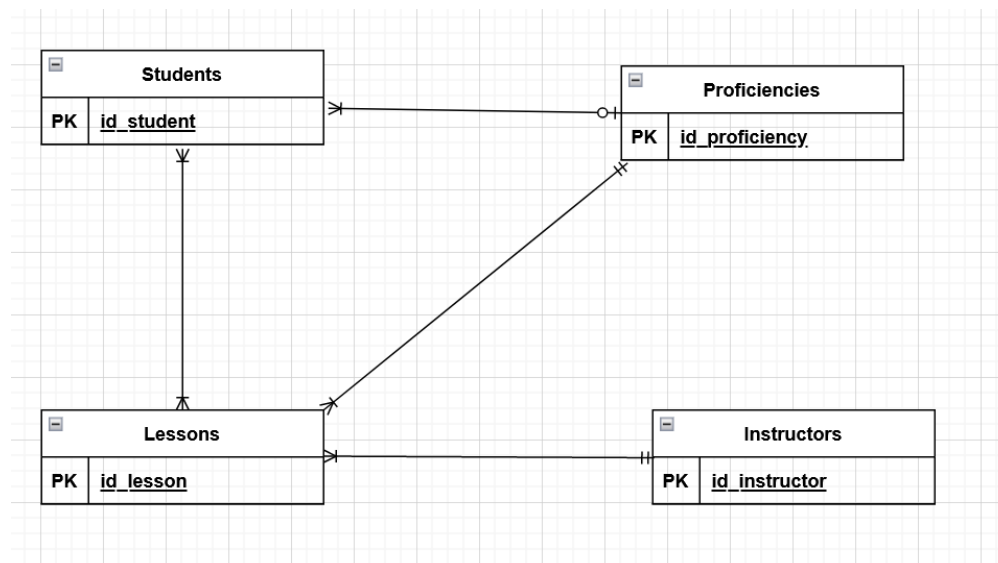 Students
PK id_student
Proficiencies
PK id_proficiency
Lessons
PK id_lesson
Instructors
PK id_instructor